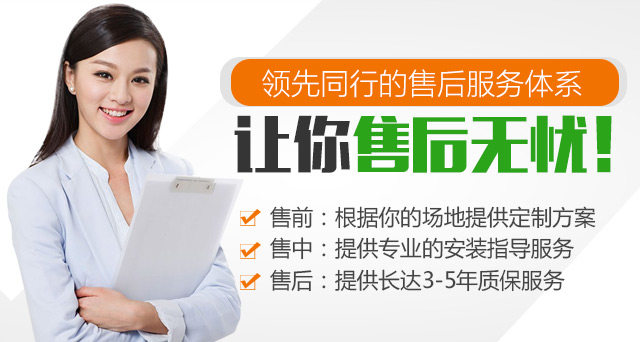 领先同行的售后服务体系
让你售后无忧!
售前：根据你的场地提供定制方案
售中：提供专业的安装指导服务
售后：提供长达3-5年质保服务